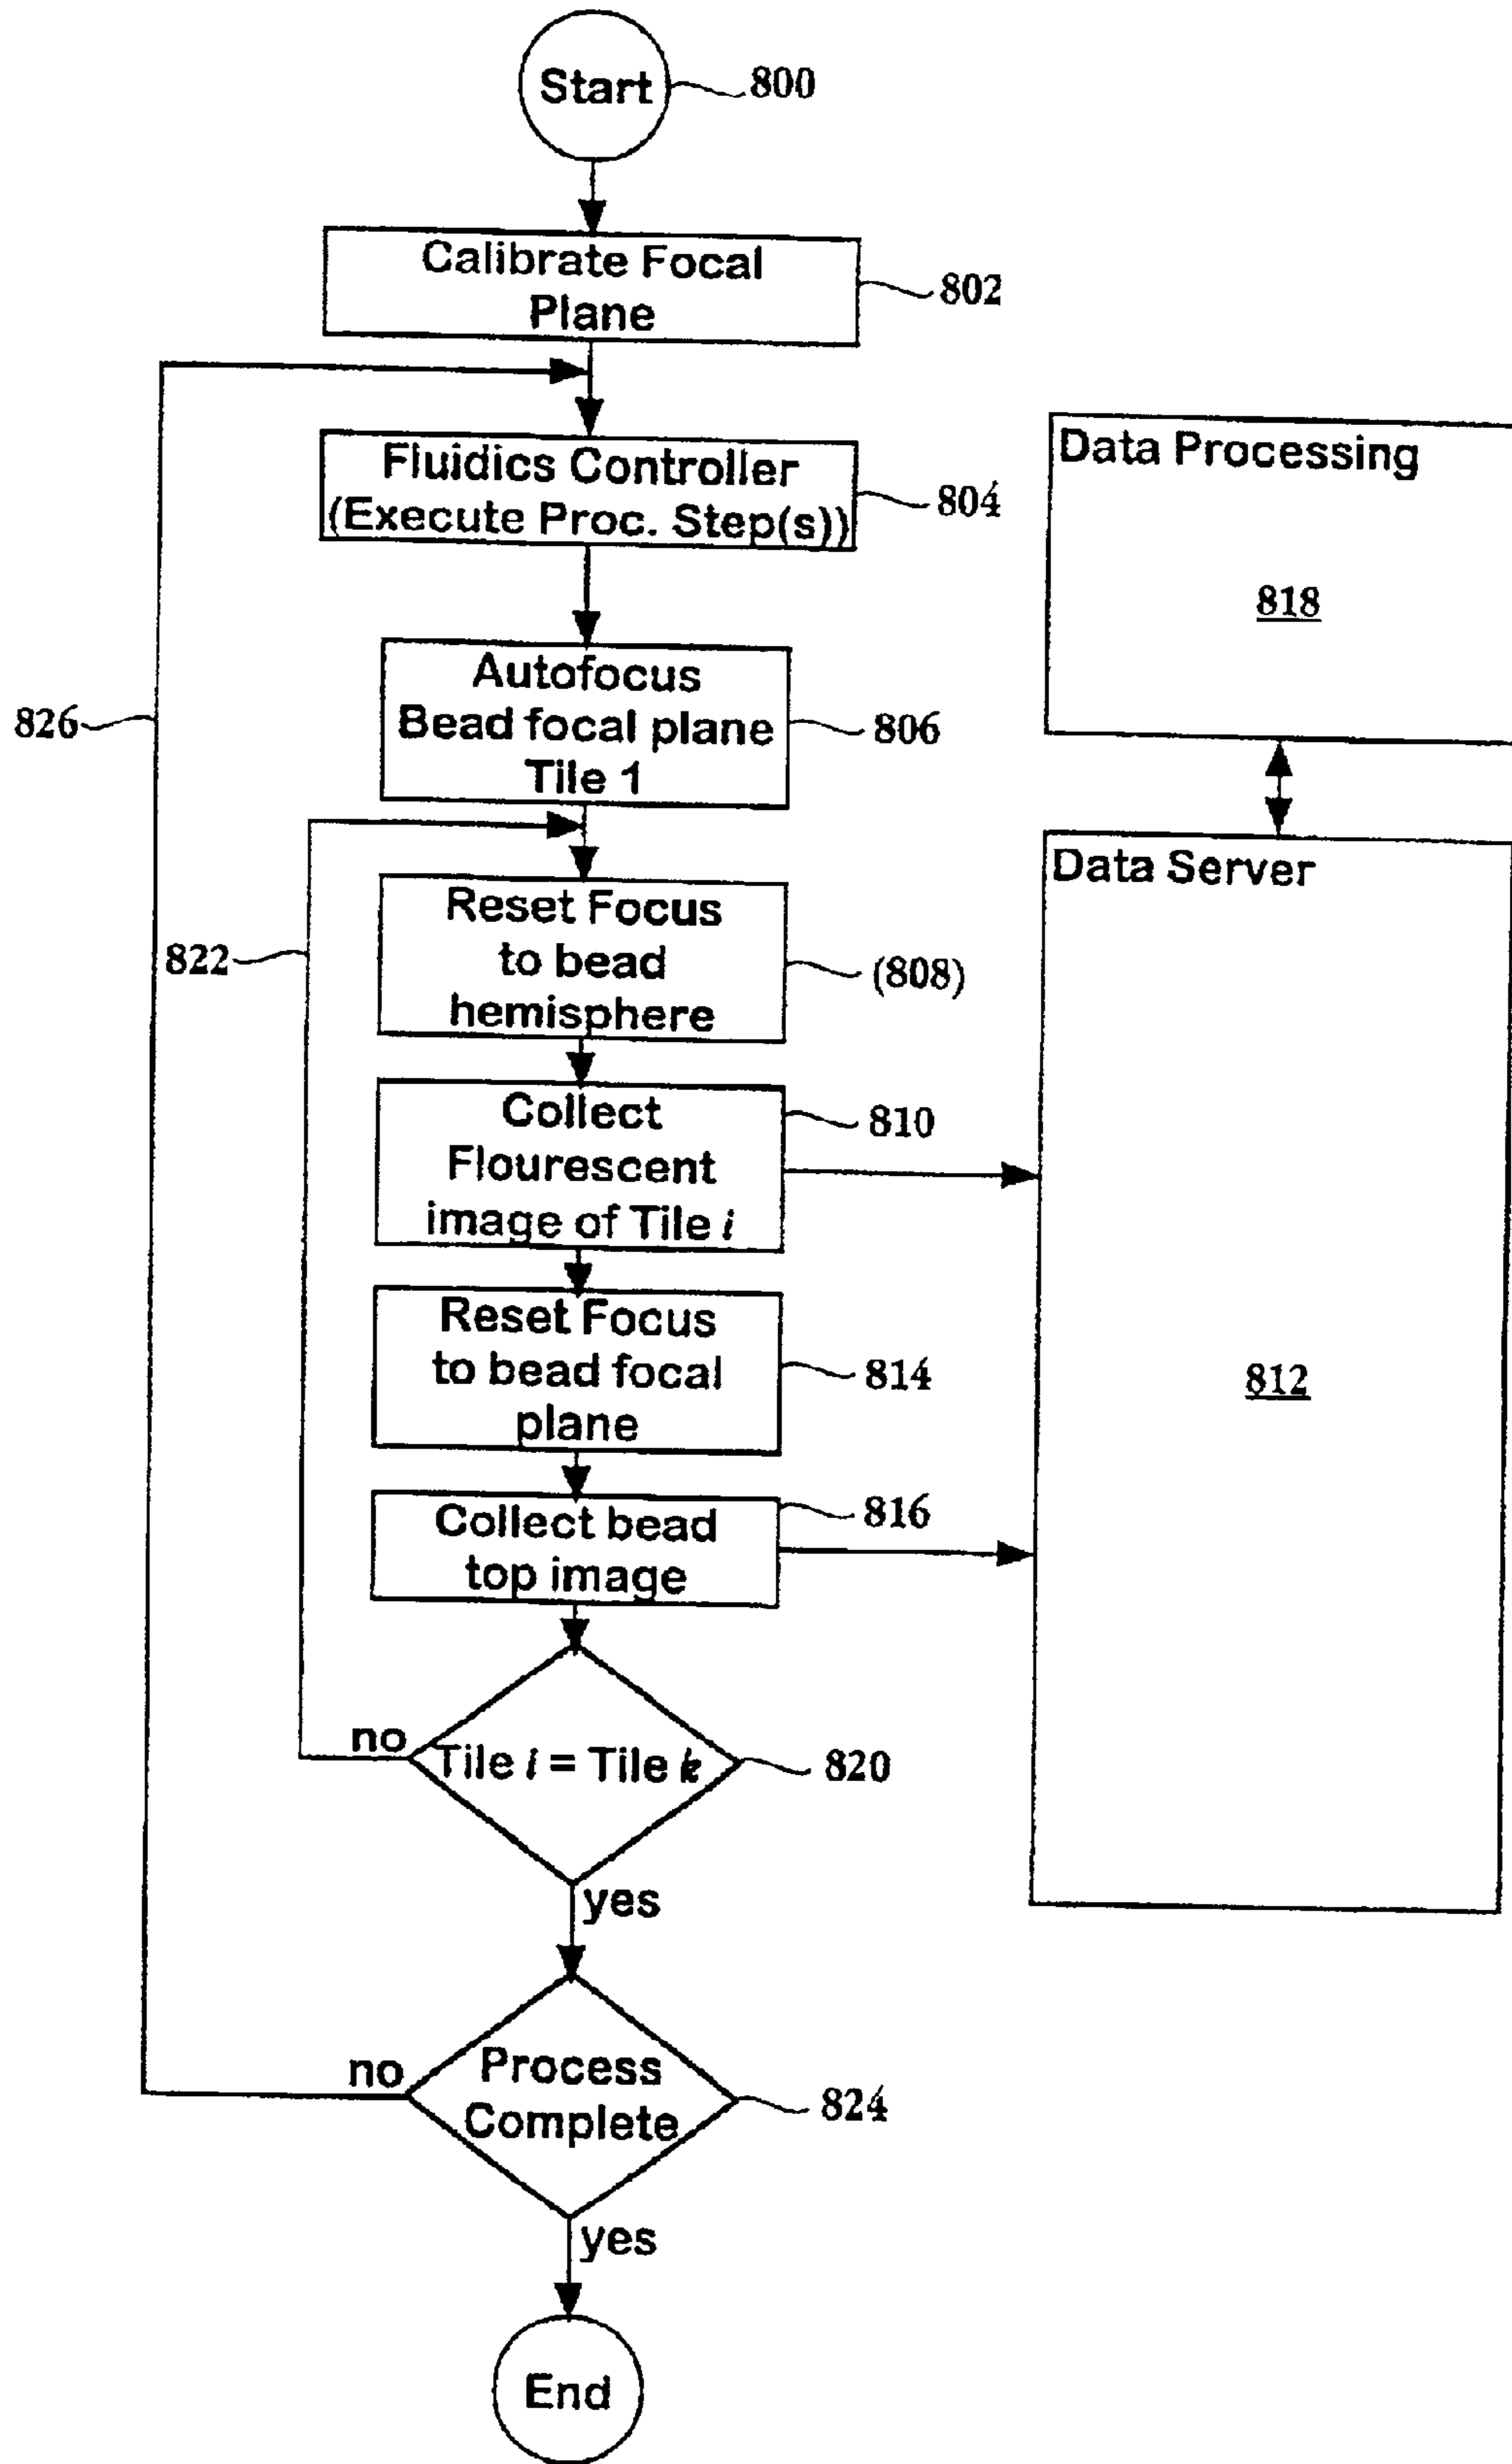 Start
800
Calibrate Focal
Plane
802
Fluidics Controller
(Execute Proc. Step(s))
804
Autofocus
Bead focal plane
Tile 1
806
826
822
Reset Focus
to bead
hemisphere
(808)
Collect
Flourescent
image of Tile i
810
Reset Focus
to bead focal
plane
814
Collect bead
top image
816
no
Tile i = Tile k
820
yes
no
Process
Complete
824
yes
End
Data Processing
818
Data Server
812